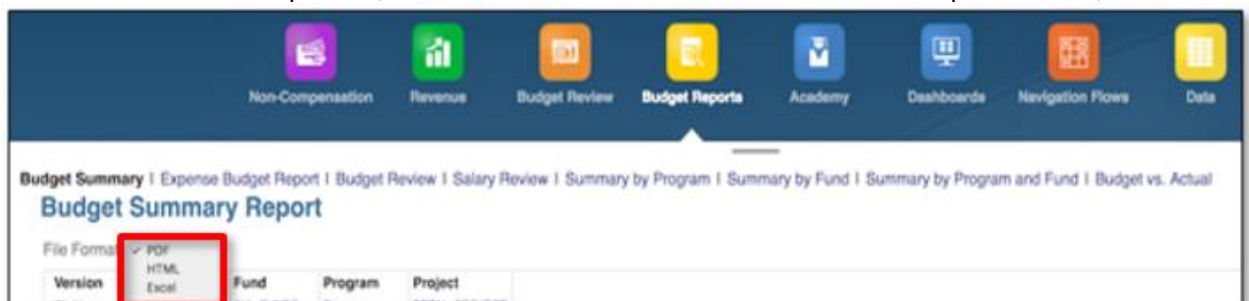 Non-Compensation Revenue Budget Review Budget Reports Academy Dashboards Navigation Flows Data
Budget Summary | Expense Budget Report | Budget Review | Salary Review | Summary by Program | Summary by Fund | Summary by Program and Fund | Budget vs. Actual
Budget Summary Report
File Format ✓ PDF
HTML
Excel
Version Fund Program Project